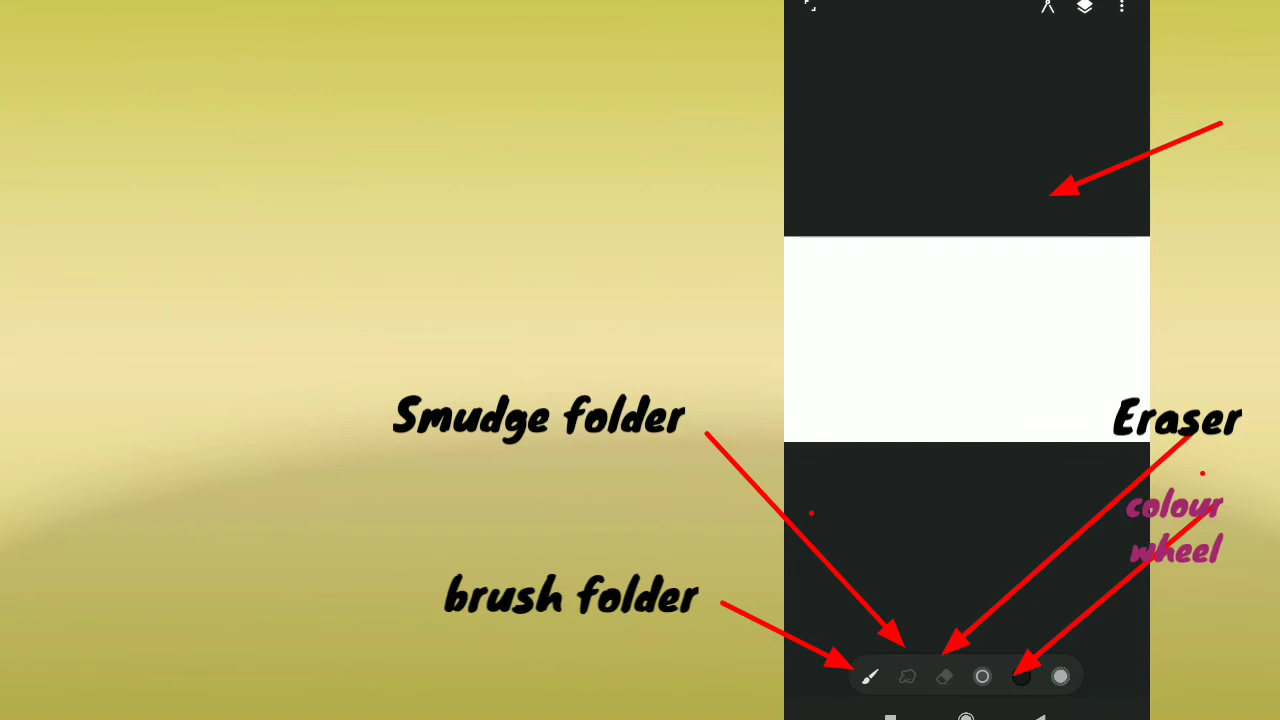 Smudge folder
Eraser
colour
wheel
brush folder